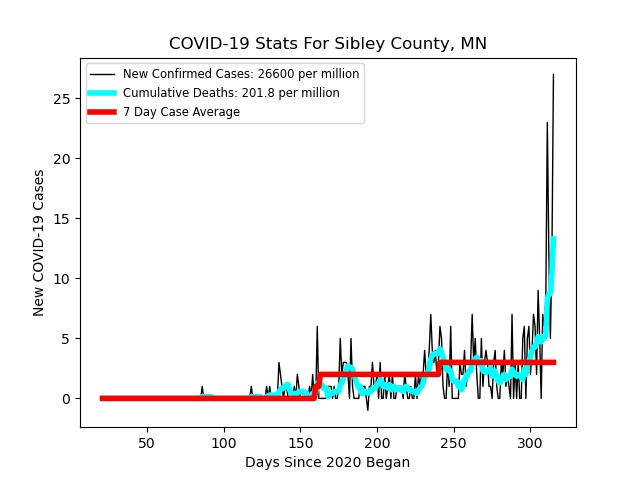 COVID-19 Stats For Sibley County, MN
New Confirmed Cases: 26600 per million
Cumulative Deaths: 201.8 per million
7 Day Case Average
New COVID-19 Cases
25
20
15
10
5
0
50 100 150 200 250 300
Days Since 2020 Began